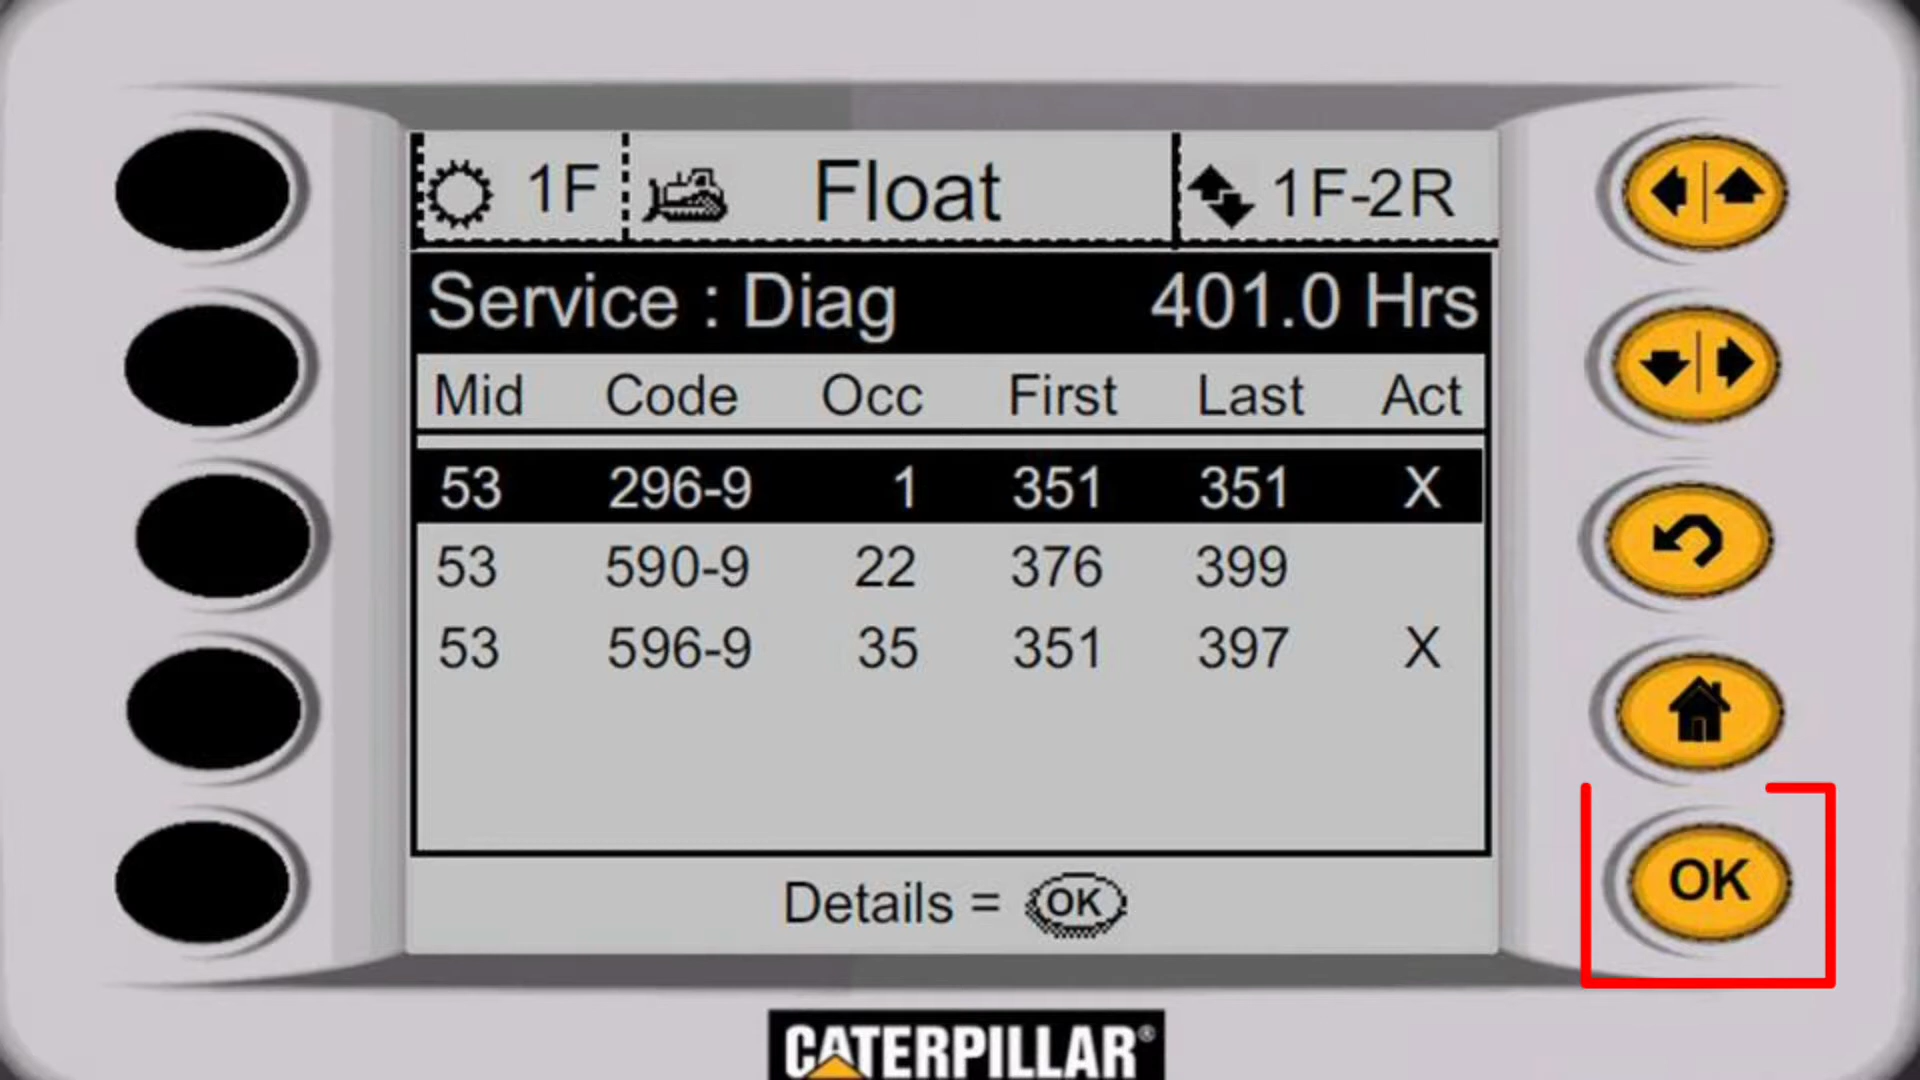 1F Float 1F-2R
Service : Diag 401.0 Hrs
Mid Code Occ First Last Act
53 296-9 1 351 351 X
53 590-9 22 376 399
53 596-9 35 351 397 X
Details = OK
OK
CATERPILLAR®